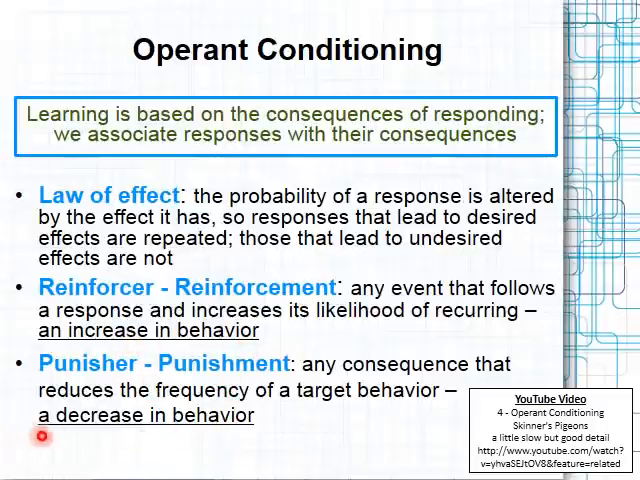 Operant Conditioning
Learning is based on the consequences of responding;
we associate responses with their consequences
• Law of effect: the probability of a response is altered
by the effect it has, so responses that lead to desired
effects are repeated; those that lead to undesired
effects are not
• Reinforcer - Reinforcement: any event that follows
a response and increases its likelihood of recurring –
an increase in behavior
• Punisher - Punishment: any consequence that
reduces the frequency of a target behavior –
a decrease in behavior
YouTube Video
4 - Operant Conditioning
Skinner's Pigeons
a little slow but good detail
http://www.youtube.com/watch?
v=yhvaSEJtOV8&feature=related